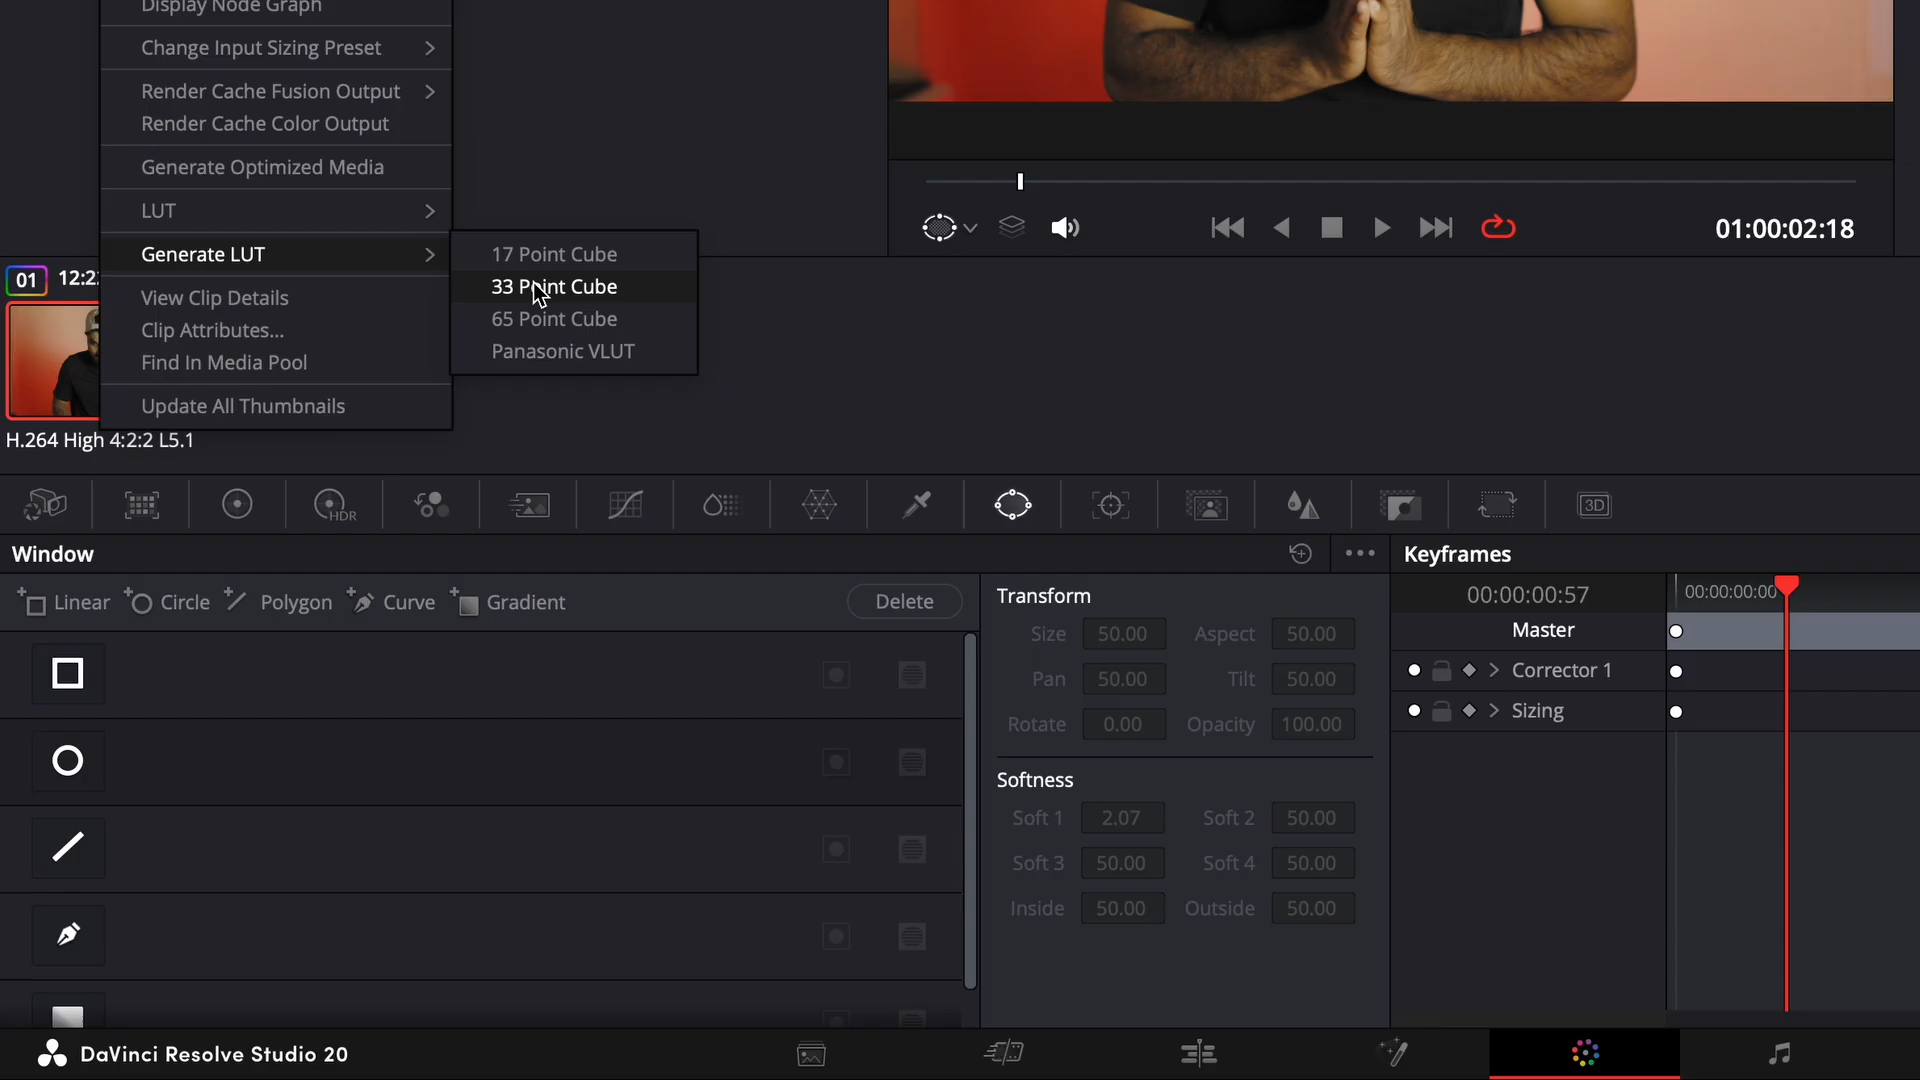 Display Node Graph
Change Input Sizing Preset
Render Cache Fusion Output
Render Cache Color Output
Generate Optimized Media
LUT
Generate LUT
View Clip Details
Clip Attributes...
Find In Media Pool
Update All Thumbnails
17 Point Cube
33 Point Cube
65 Point Cube
Panasonic VLUT
01:00:02:18
01
H.264 High 4:2:2 L5.1
HDR
3D
Window
Linear
Circle
Polygon
Curve
Gradient
Delete
Transform
Size 50.00 Aspect 50.00
Pan 50.00 Tilt 50.00
Rotate 0.00 Opacity 100.00
Softness
Soft 1 2.07 Soft 2 50.00
Soft 3 50.00 Soft 4 50.00
Inside 50.00 Outside 50.00
Keyframes
00:00:00:57
00:00:00:00
Master
Corrector 1
Sizing
DaVinci Resolve Studio 20